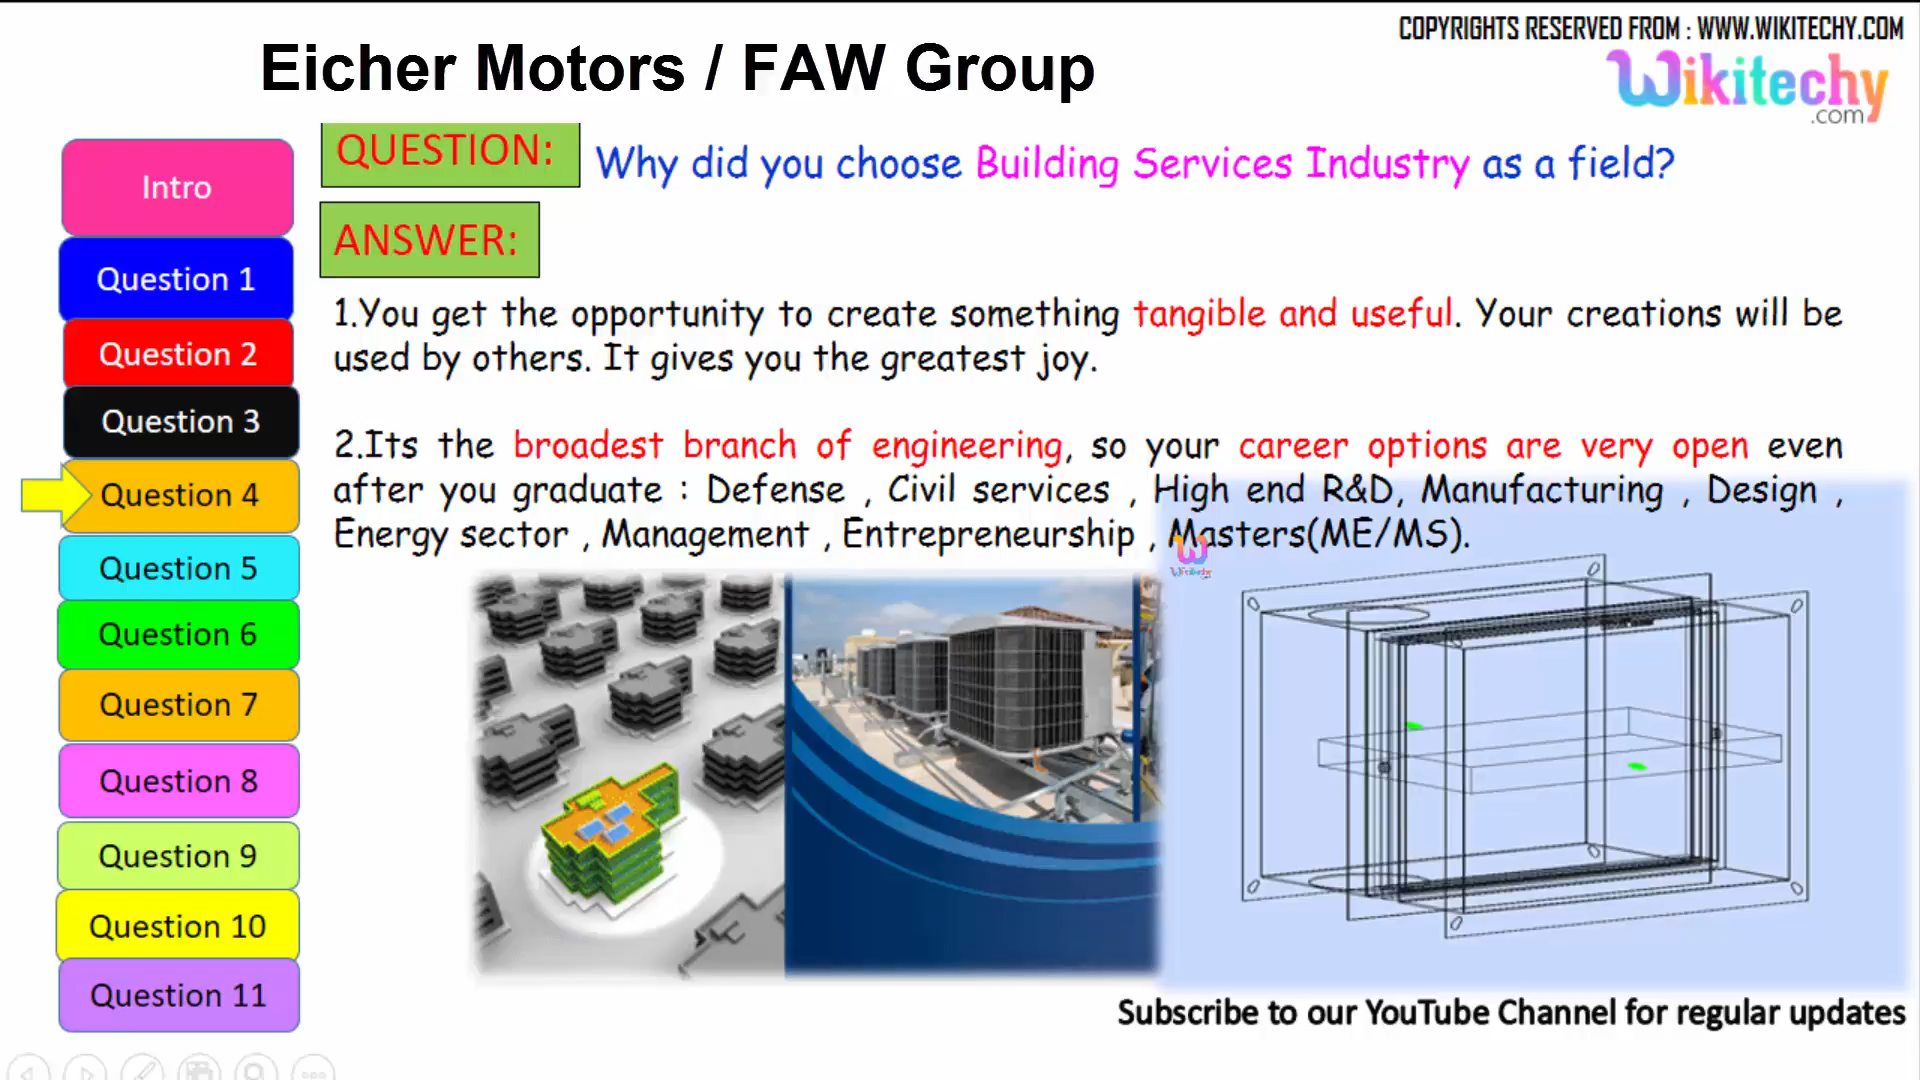 COPYRIGHTS RESERVED FROM : WWW.WIKITECHY.COM
Eicher Motors / FAW Group
Wikitechy
.com
QUESTION: Why did you choose Building Services Industry as a field?
ANSWER:
1.You get the opportunity to create something tangible and useful. Your creations will be
used by others. It gives you the greatest joy.
2.Its the broadest branch of engineering, so your career options are very open even
after you graduate : Defense , Civil services , High end R&D, Manufacturing , Design ,
Energy sector , Management , Entrepreneurship , Masters(ME/MS).
Wikitechy
Intro
Question 1
Question 2
Question 3
Question 4
Question 5
Question 6
Question 7
Question 8
Question 9
Question 10
Question 11
Subscribe to our YouTube Channel for regular updates